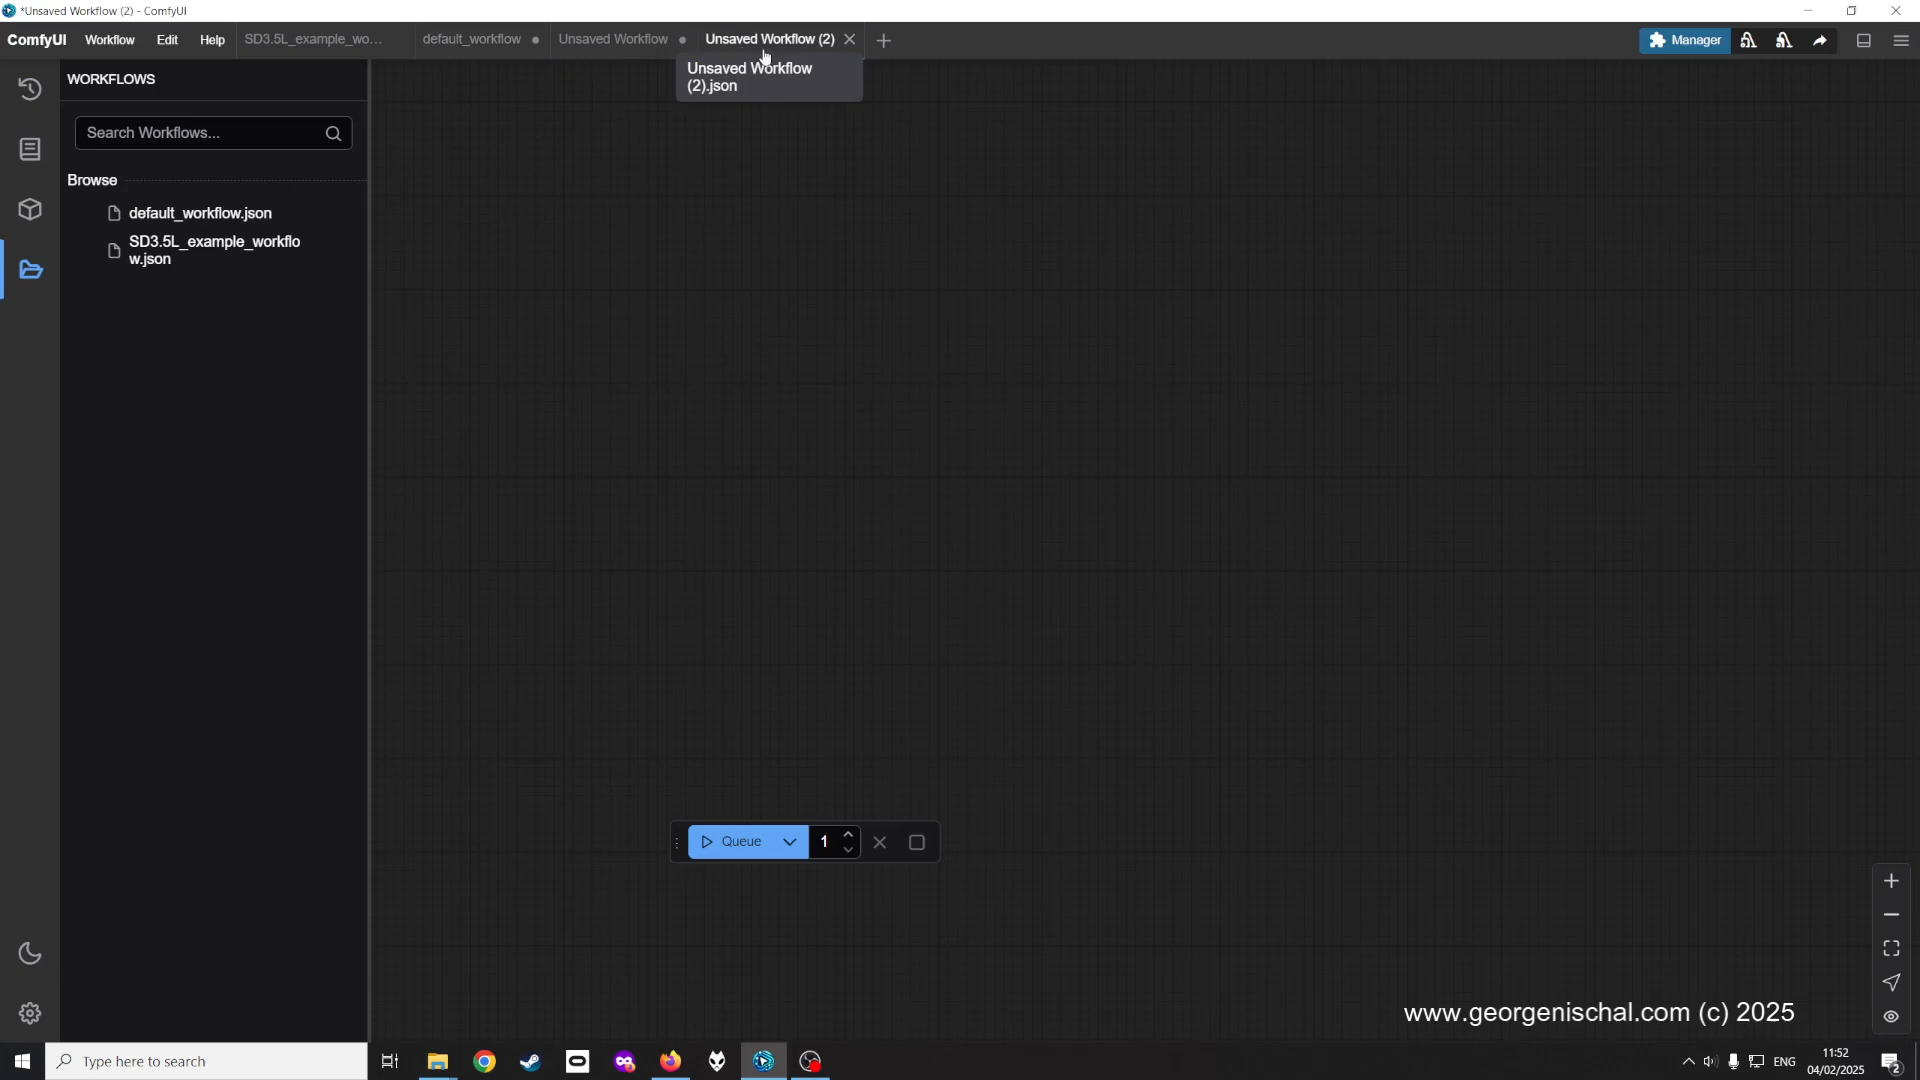 *Unsaved Workflow (2) - ComfyUI
ComfyUI Workflow Edit Help SD3.5L_example_wo... default_workflow Unsaved Workflow Unsaved Workflow (2) Manager
Unsaved Workflow
(2).json
WORKFLOWS
Search Workflows...
Browse
default_workflow.json
SD3.5L_example_workflo
w.json
Queue 1
www.georgenischal.com (c) 2025
Type here to search
ENG
11:52
04/02/2025
2